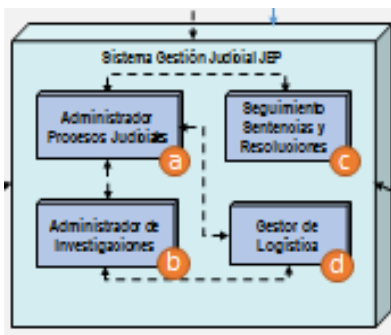 Sistema Gestión Judicial JEP
Administrador
Procesos Judiciales
a
Seguimiento
Sentencias y
Resoluciones
c
Administrador de
Investigaciones
b
Gestor de
Logística
d